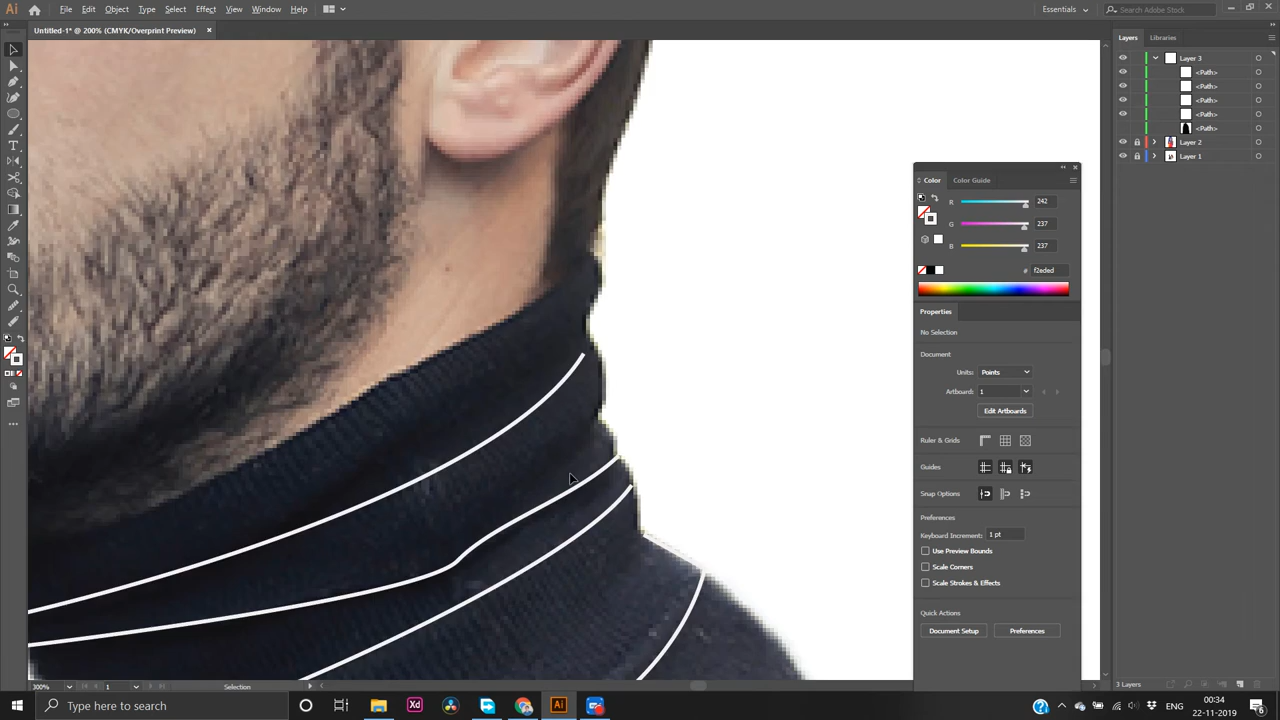 Ai File Edit Object Type Select Effect View Window Help Essentials Search Adobe Stock
Untitled-1* @ 200% (CMYK/Overprint Preview) ×
Layers Libraries
Layer 3
<Path>
<Path>
<Path>
<Path>
<Path>
Layer 2
Layer 1
Color Color Guide
R 242
G 237
B 237
# f2eded
Properties
No Selection
Document
Units: Points
Artboard: 1
Edit Artboards
Ruler & Grids
Guides
Snap Options
Preferences
Keyboard Increment: 1 pt
Use Preview Bounds
Scale Corners
Scale Strokes & Effects
Quick Actions
Document Setup Preferences
300% 1 Selection 3 Layers
Type here to search Xd Ai 00:34
22-11-2019 6